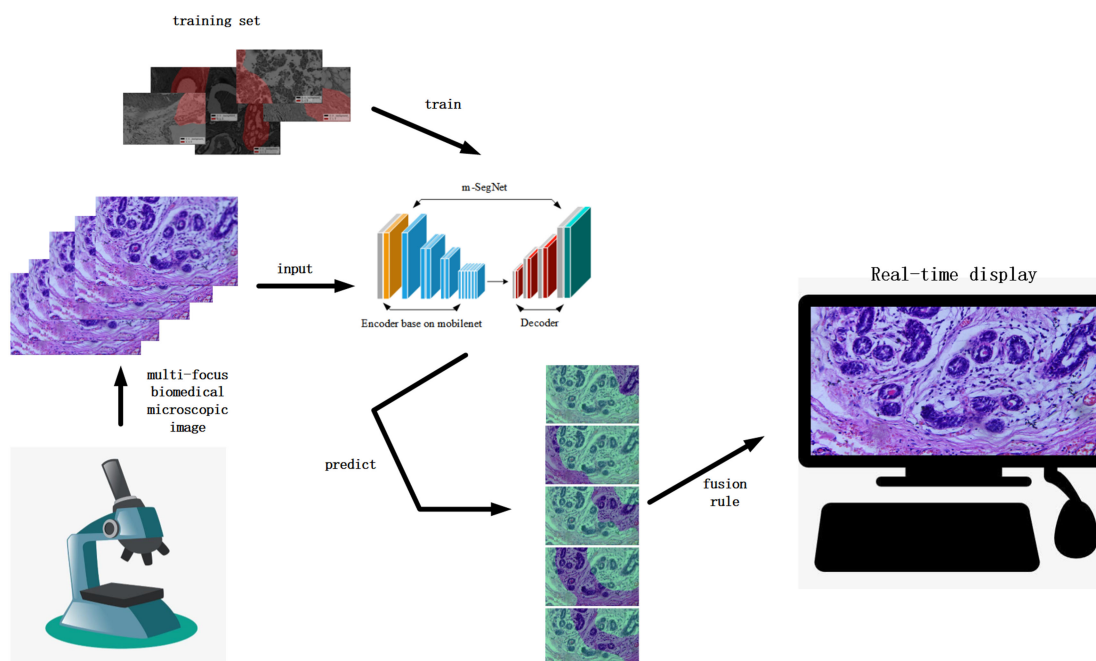 training set
train
m-SegNet
input
Encoder base on mobilenet
Decoder
Real-time display
multi-focus
biomedical
microscopic
image
predict
fusion
rule